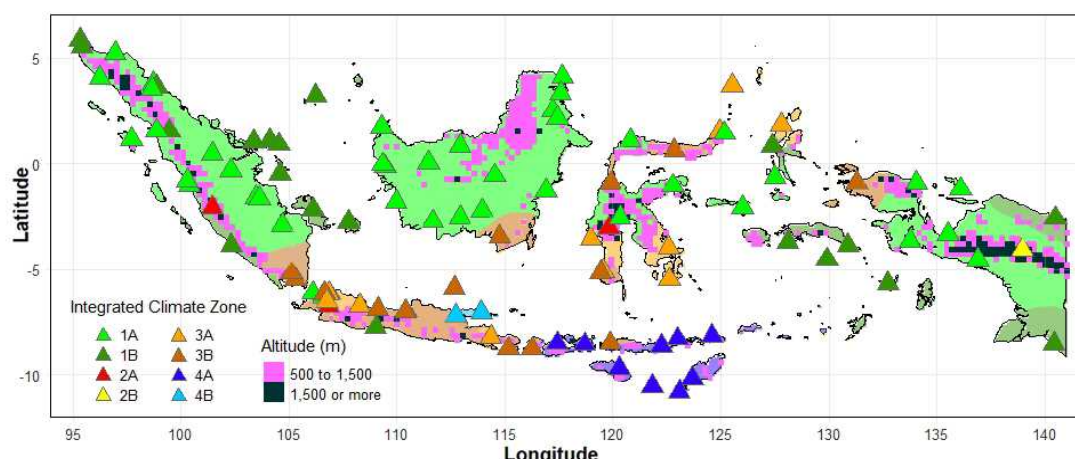 5
0
-5
-10
Latitude
Integrated Climate Zone
1A 3A
1B 3B
2A 4A
2B 4B
Altitude (m)
500 to 1,500
1,500 or more
95 100 105 110 115 120 125 130 135 140
Longitude